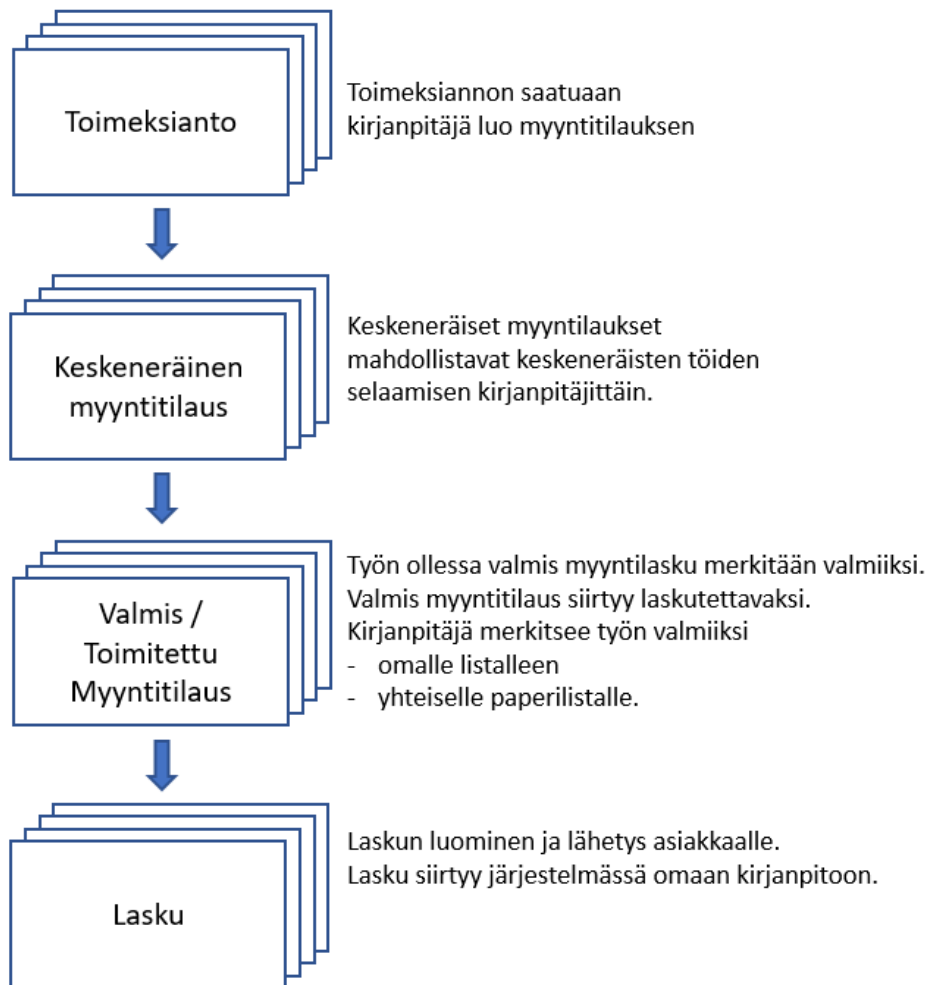 Toimeksianto
Toimeksiannon saatuaan
kirjanpitäjä luo myyntitilauksen
Keskeneräinen
myyntitilaus
Keskeneräiset myyntilaukset
mahdollistavat keskeneräisten töiden
selaamisen kirjanpitäjittäin.
Valmis /
Toimitettu
Myyntitilaus
Työn ollessa valmis myyntilasku merkitään valmiiksi.
Valmis myyntitilaus siirtyy laskutettavaksi.
Kirjanpitäjä merkitsee työn valmiiksi
- omalle listalleen
- yhteiselle paperilistalle.
Lasku
Laskun luominen ja lähetys asiakkaalle.
Lasku siirtyy järjestelmässä omaan kirjanpitoon.